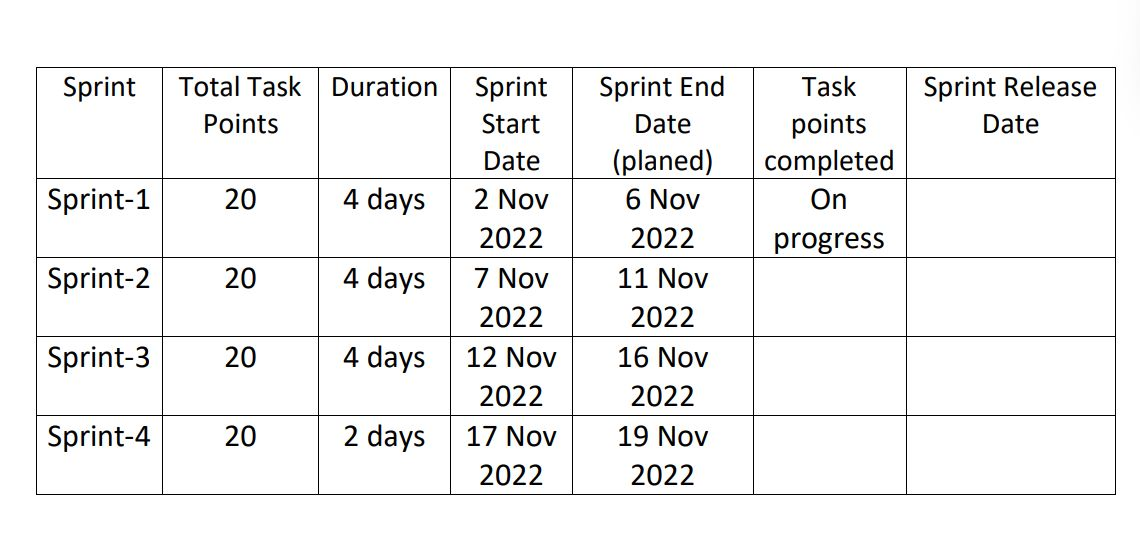 Sprint
Total Task
Points
Duration
Sprint
Start
Date
Sprint End
Date
(planed)
Task
points
completed
Sprint Release
Date
Sprint-1
20
4 days
2 Nov
2022
6 Nov
2022
On
progress
Sprint-2
20
4 days
7 Nov
2022
11 Nov
2022
Sprint-3
20
4 days
12 Nov
2022
16 Nov
2022
Sprint-4
20
2 days
17 Nov
2022
19 Nov
2022